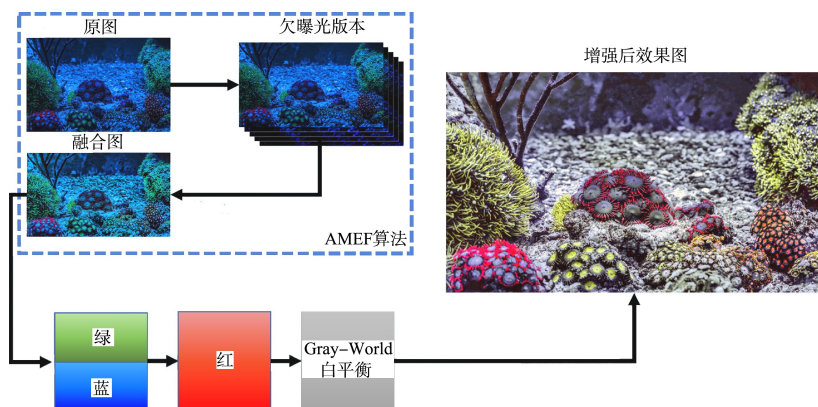 原图
欠曝光版本
融合图
AMEF算法
增强后效果图
绿
蓝
红
Gray-World
白平衡